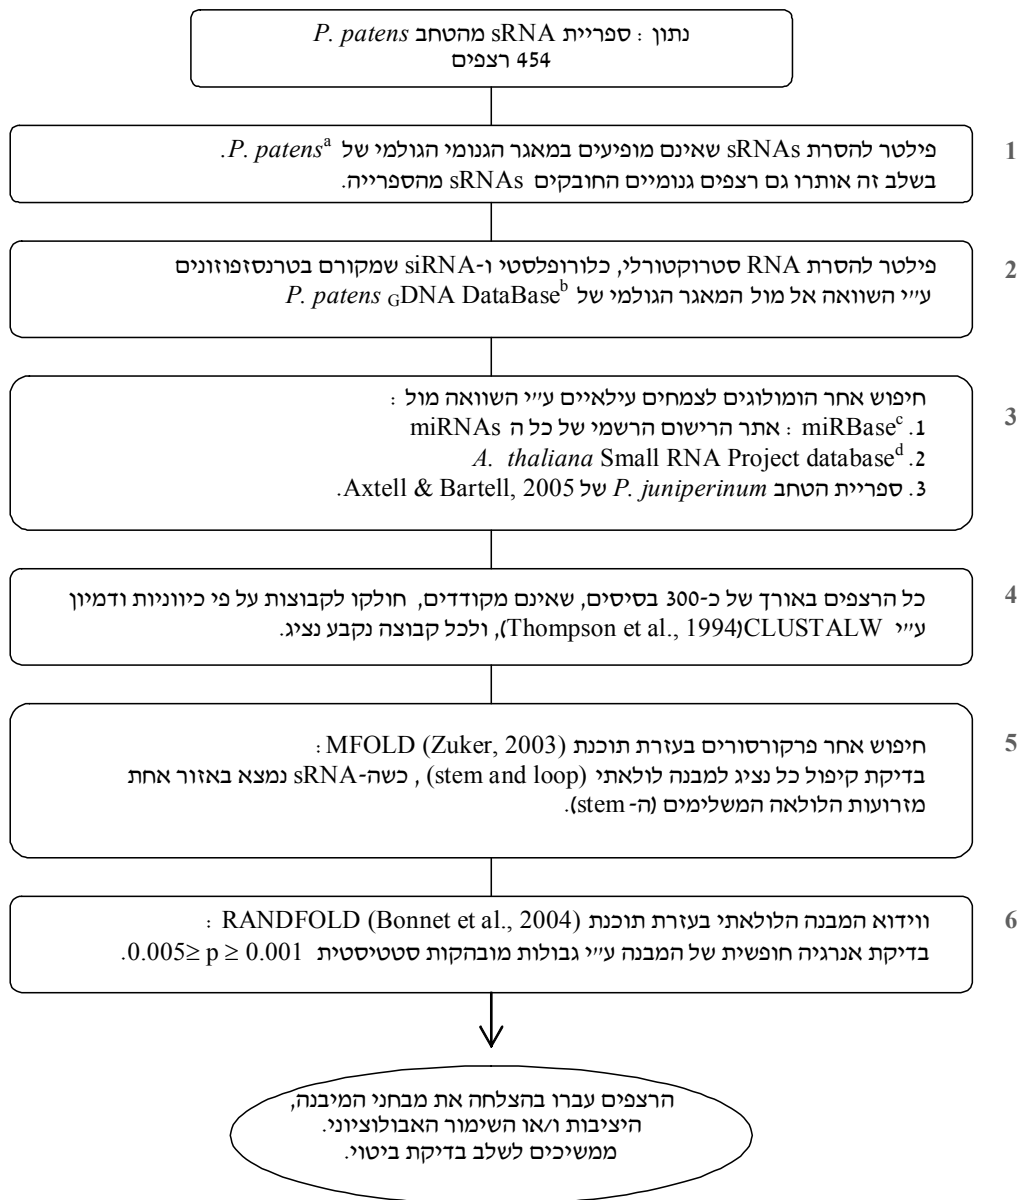 נתון : ספריית sRNA מהטחב P. patens
454 רצפים
1
פילטר להסרת sRNAs שאינם מופיעים במאגר הגנומי הגולמי של P. patensᵃ.
בשלב זה אותרו גם רצפים גנומיים החובקים sRNAs מהספרייה.
2
פילטר להסרת RNA סטרוקטורלי, כלורופלסטי ו-siRNA שמקורם בטרנסזפוזונים
ע״י השוואה אל מול המאגר הגולמי של P. patens GDNA DataBaseᵇ
3
חיפוש אחר הומולוגים לצמחים עילאיים ע״י השוואה מול :
1. miRBaseᶜ : אתר הרישום הרשמי של כל ה miRNAs
2. A. thaliana Small RNA Project databaseᵈ
3. ספריית הטחב P. juniperinum של Axtell & Bartell, 2005.
4
כל הרצפים באורך של כ-300 בסיסים, שאינם מקודדים, חולקו לקבוצות על פי כיווניות ודמיון
ע״י CLUSTALW(Thompson et al., 1994), ולכל קבוצה נקבע נציג.
5
חיפוש אחר פרקורסורים בעזרת תוכנת MFOLD (Zuker, 2003) :
בדיקת קיפול כל נציג למבנה לולאתי (stem and loop) , כשה-sRNA נמצא באזור אחת
מזרועות הלולאה המשלימים (ה-stem).
6
ווידוא המבנה הלולאתי בעזרת תוכנת RANDFOLD (Bonnet et al., 2004) :
בדיקת אנרגיה חופשית של המבנה ע״י גבולות מובהקות סטטיסטית 0.005≥ p ≥ 0.001.
הרצפים עברו בהצלחה את מבחני המיבנה,
היציבות ו/או השימור האבולוציוני.
ממשיכים לשלב בדיקת ביטוי.